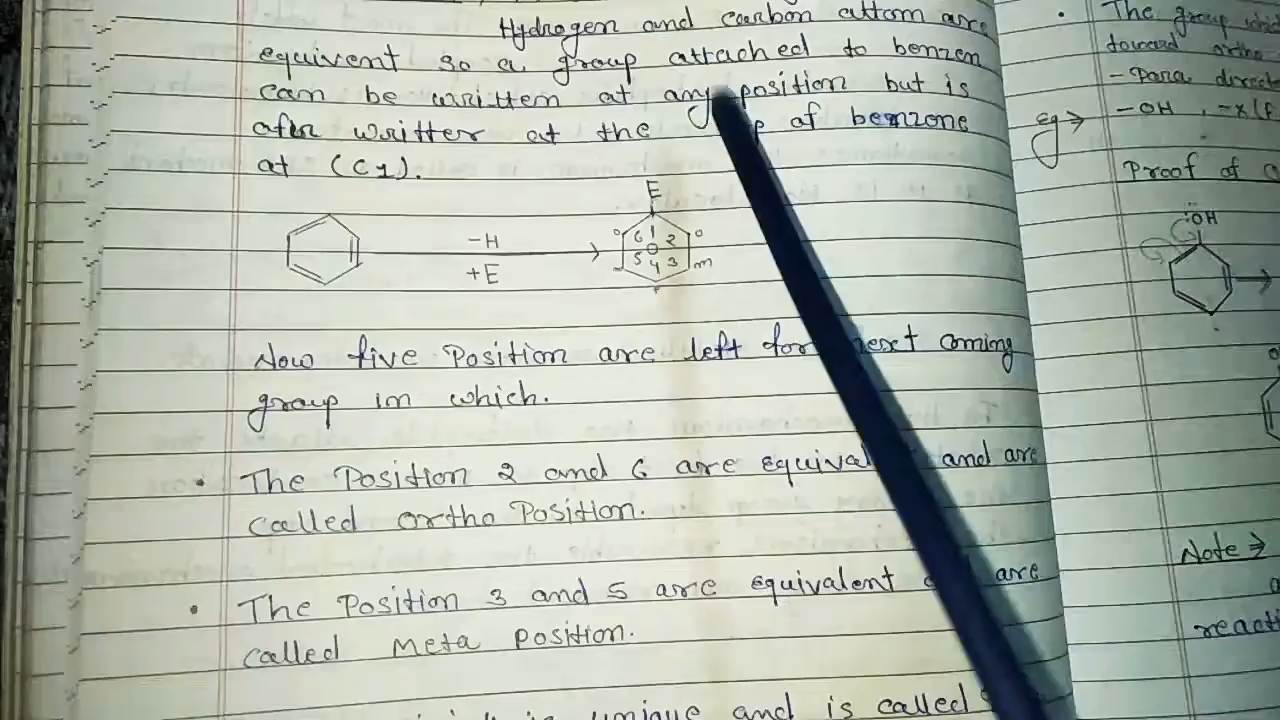 Hydrogen and carbon attom are
equivent so a group attached to benzen
can be written at any position but is
often writter at the of benzone
at (C1).
E
-H
+E
o 6 1 2 o
5 4 3 m
Now five Position are left for next coming
group in which.
• The Position 2 and 6 are equival and are
called ortho Position.
• The Position 3 and 5 are equivalent are
called Meta position.
unique and is called
• The group
toward ortho
- Para direct
eg → -OH , -x(F
Proof of
:OH
Note →
reacti